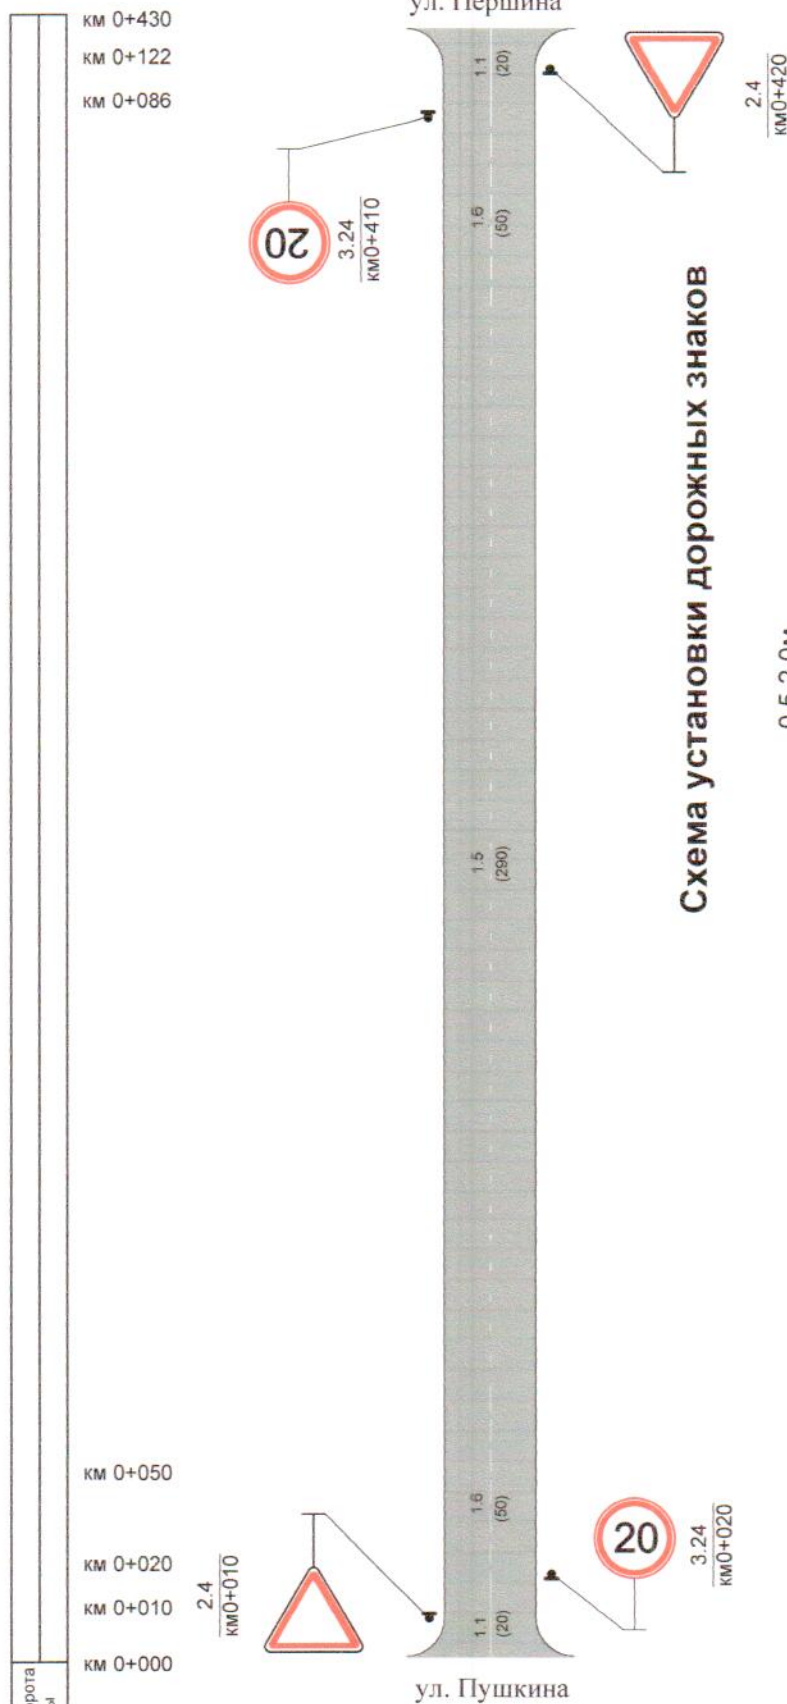 ул. Першина
км 0+430
км 0+122
км 0+086
1.1
(20)
2.4
км0+420
20
3.24
км0+410
1.6
(50)
Схема установки дорожных знаков
1.5
(290)
км 0+050
км 0+020
км 0+010
км 0+000
2.4
км0+010
1.6
(50)
20
3.24
км0+020
1.1
(20)
ул. Пушкина